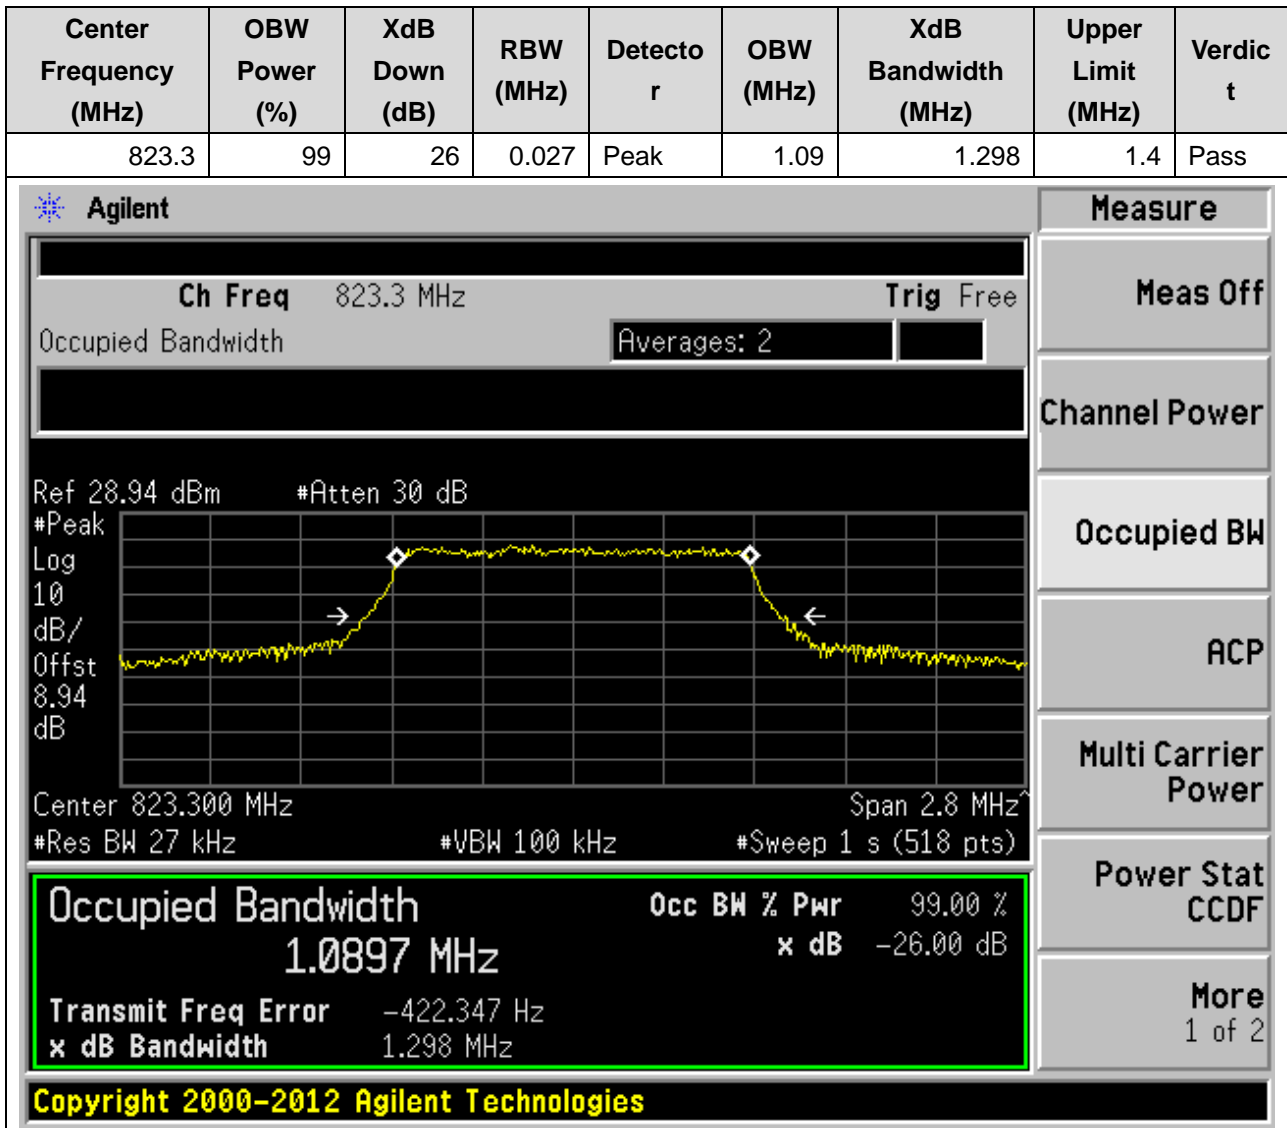 Center Frequency (MHz) OBW Power (%) XdB Down (dB) RBW (MHz) Detecto r OBW (MHz) XdB Bandwidth (MHz) Upper Limit (MHz) Verdic t
823.3 99 26 0.027 Peak 1.09 1.298 1.4 Pass
Agilent
Measure
Ch Freq 823.3 MHz Trig Free
Occupied Bandwidth Averages: 2
Meas Off
Channel Power
Occupied BW
ACP
Multi Carrier
Power
Power Stat
CCDF
More
1 of 2
Ref 28.94 dBm #Atten 30 dB
#Peak
Log
10
dB/
Offst
8.94
dB
Center 823.300 MHz Span 2.8 MHz^
#Res BW 27 kHz #VBW 100 kHz #Sweep 1 s (518 pts)
Occupied Bandwidth Occ BW % Pwr 99.00 %
1.0897 MHz x dB -26.00 dB
Transmit Freq Error -422.347 Hz
x dB Bandwidth 1.298 MHz
Copyright 2000-2012 Agilent Technologies